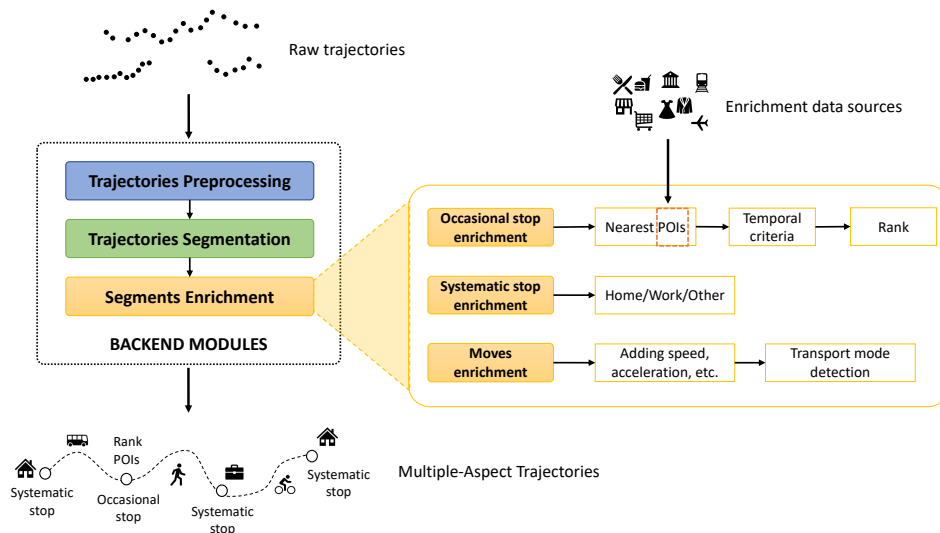 Raw trajectories
Enrichment data sources
Trajectories Preprocessing
Trajectories Segmentation
Segments Enrichment
BACKEND MODULES
Occasional stop
enrichment
Nearest POIs
Temporal
criteria
Rank
Systematic stop
enrichment
Home/Work/Other
Moves
enrichment
Adding speed,
acceleration, etc.
Transport mode
detection
Rank
POIs
Systematic
stop
Occasional
stop
Systematic
stop
Systematic
stop
Multiple-Aspect Trajectories